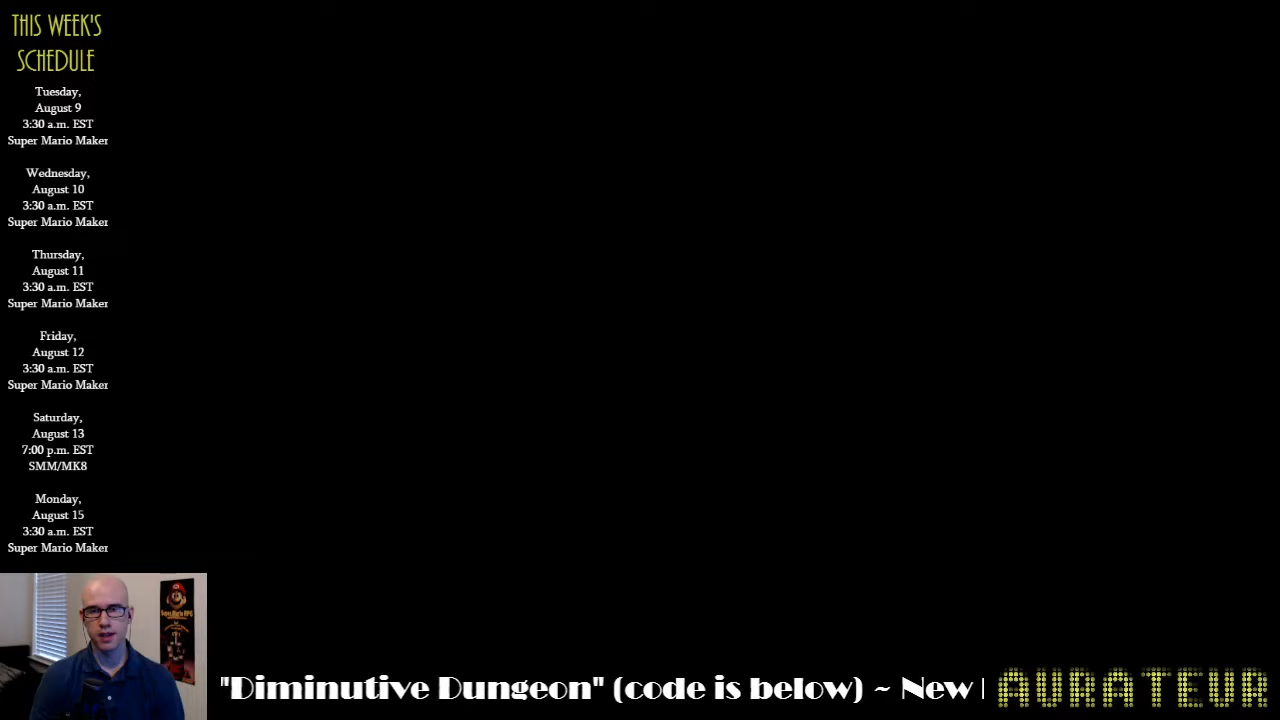 THIS WEEK'S
SCHEDULE
Tuesday,
August 9
3:30 a.m. EST
Super Mario Maker
Wednesday,
August 10
3:30 a.m. EST
Super Mario Maker
Thursday,
August 11
3:30 a.m. EST
Super Mario Maker
Friday,
August 12
3:30 a.m. EST
Super Mario Maker
Saturday,
August 13
7:00 p.m. EST
SMM/MK8
Monday,
August 15
3:30 a.m. EST
Super Mario Maker
Super Mario RPG
"Diminutive Dungeon" (code is below) ~ New
AURATEUR